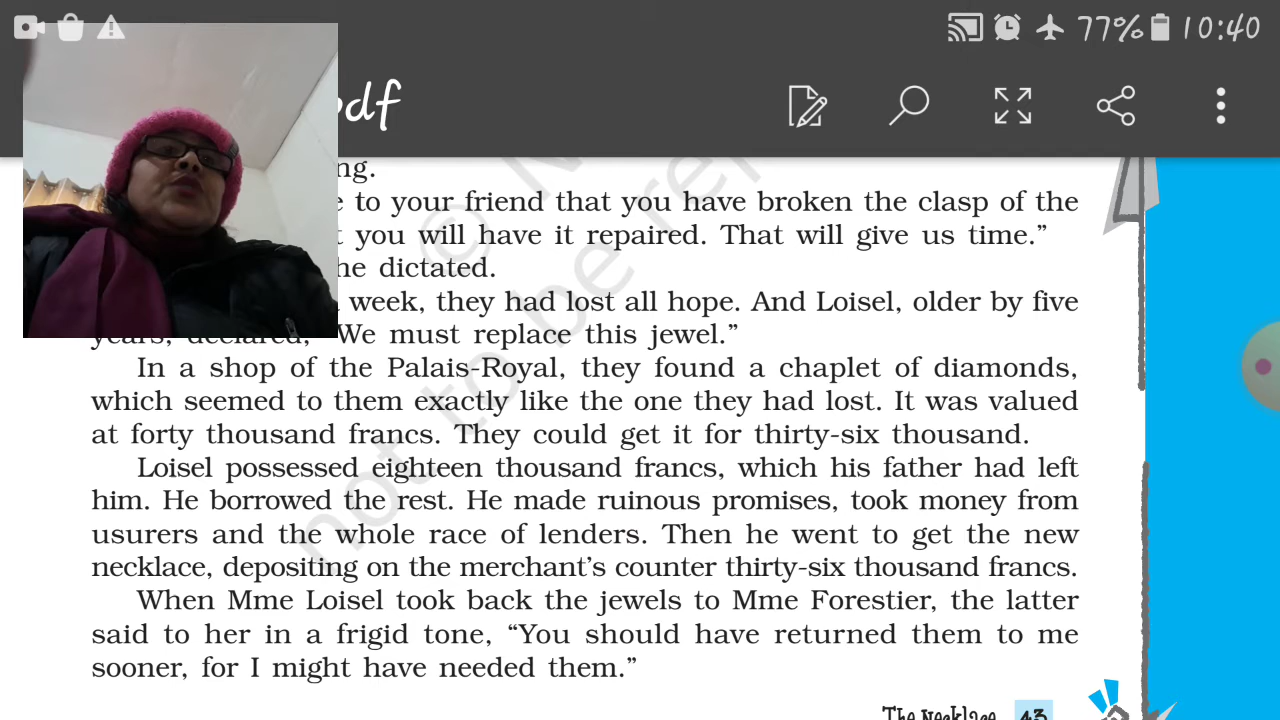 77% 10:40
pdf
ng.
e to your friend that you have broken the clasp of the
t you will have it repaired. That will give us time.”
he dictated.
week, they had lost all hope. And Loisel, older by five
years, declared, “We must replace this jewel.”
In a shop of the Palais-Royal, they found a chaplet of diamonds,
which seemed to them exactly like the one they had lost. It was valued
at forty thousand francs. They could get it for thirty-six thousand.
Loisel possessed eighteen thousand francs, which his father had left
him. He borrowed the rest. He made ruinous promises, took money from
usurers and the whole race of lenders. Then he went to get the new
necklace, depositing on the merchant’s counter thirty-six thousand francs.
When Mme Loisel took back the jewels to Mme Forestier, the latter
said to her in a frigid tone, “You should have returned them to me
sooner, for I might have needed them.”
The Necklace 43
© N
not to be rep